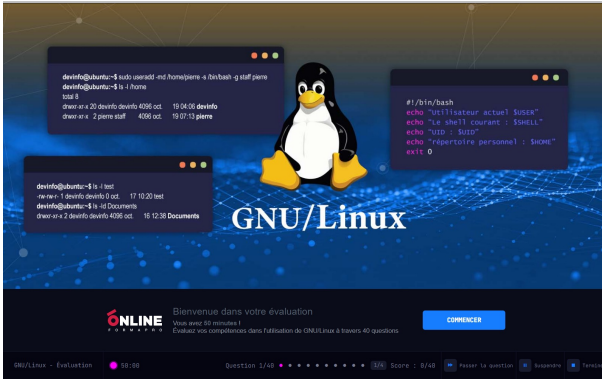 devinfo@ubuntu:~$ sudo useradd -md /home/pierre -s /bin/bash -g staff pierre
devinfo@ubuntu:~$ ls -l /home
total 8
drwxr-xr-x 20 devinfo devinfo 4096 oct. 19 04:06 devinfo
drwxr-xr-x 2 pierre staff 4096 oct. 19 07:13 pierre
#!/bin/bash
echo "Utilisateur actuel $USER"
echo "Le shell courant : $SHELL"
echo "UID : $UID"
echo "répertoire personnel : $HOME"
exit 0
devinfo@ubuntu:~$ ls -l test
-rw-rw-r- 1 devinfo devinfo 0 oct. 17 10:20 test
devinfo@ubuntu:~$ ls -ld Documents
drwxr-xr-x 2 devinfo devinfo 4096 oct. 16 12:38 Documents
GNU/Linux
ONLINE
FORMAPRO
Bienvenue dans votre évaluation
Vous avez 50 minutes !
Évaluez vos compétences dans l'utilisation de GNU/Linux à travers 40 questions
COMMENCER
GNU/Linux - Évaluation
50:00
Question 1/40
1/4
Score : 0/40
Passer la question
Suspendre
Termine